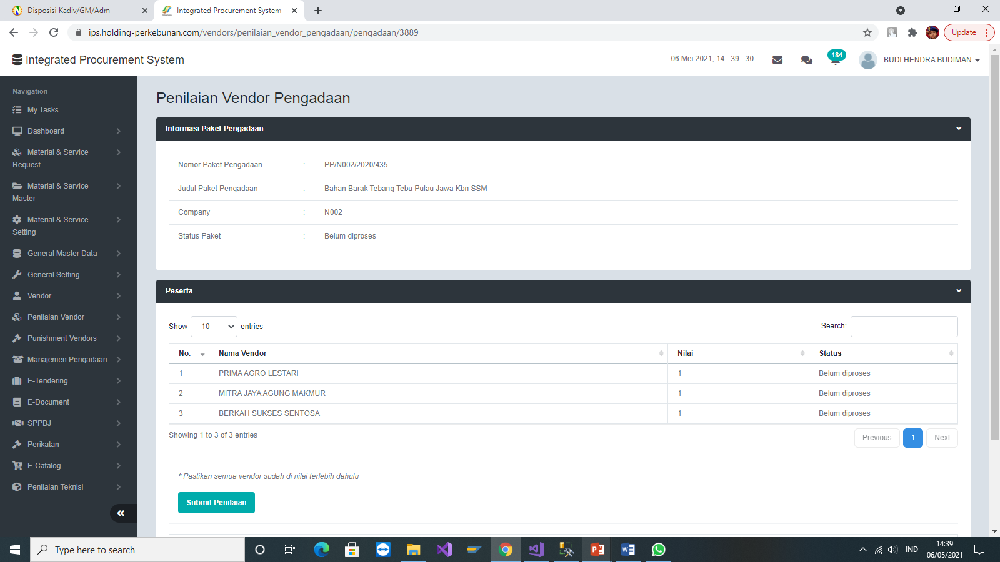 Disposisi Kadiv/GM/Adm
Integrated Procurement System
ips.holding-perkebunan.com/vendors/penilaian_vendor_pengadaan/pengadaan/3889
Update
Integrated Procurement System
06 Mei 2021, 14 : 39 : 30
184
BUDI HENDRA BUDIMAN
Navigation
My Tasks
Dashboard
Material & Service
Request
Material & Service
Master
Material & Service
Setting
General Master Data
General Setting
Vendor
Penilaian Vendor
Punishment Vendors
Manajemen Pengadaan
E-Tendering
E-Document
SPPBJ
Perikatan
E-Catalog
Penilaian Teknisi
Penilaian Vendor Pengadaan
Informasi Paket Pengadaan
Nomor Paket Pengadaan : PP/N002/2020/435
Judul Paket Pengadaan : Bahan Barak Tebang Tebu Pulau Jawa Kbn SSM
Company : N002
Status Paket : Belum diproses
Peserta
Show 10 entries Search:
No. Nama Vendor Nilai Status
1 PRIMA AGRO LESTARI 1 Belum diproses
2 MITRA JAYA AGUNG MAKMUR 1 Belum diproses
3 BERKAH SUKSES SENTOSA 1 Belum diproses
Showing 1 to 3 of 3 entries
Previous 1 Next
* Pastikan semua vendor sudah di nilai terlebih dahulu
Submit Penilaian
Type here to search
IND
14:39
06/05/2021